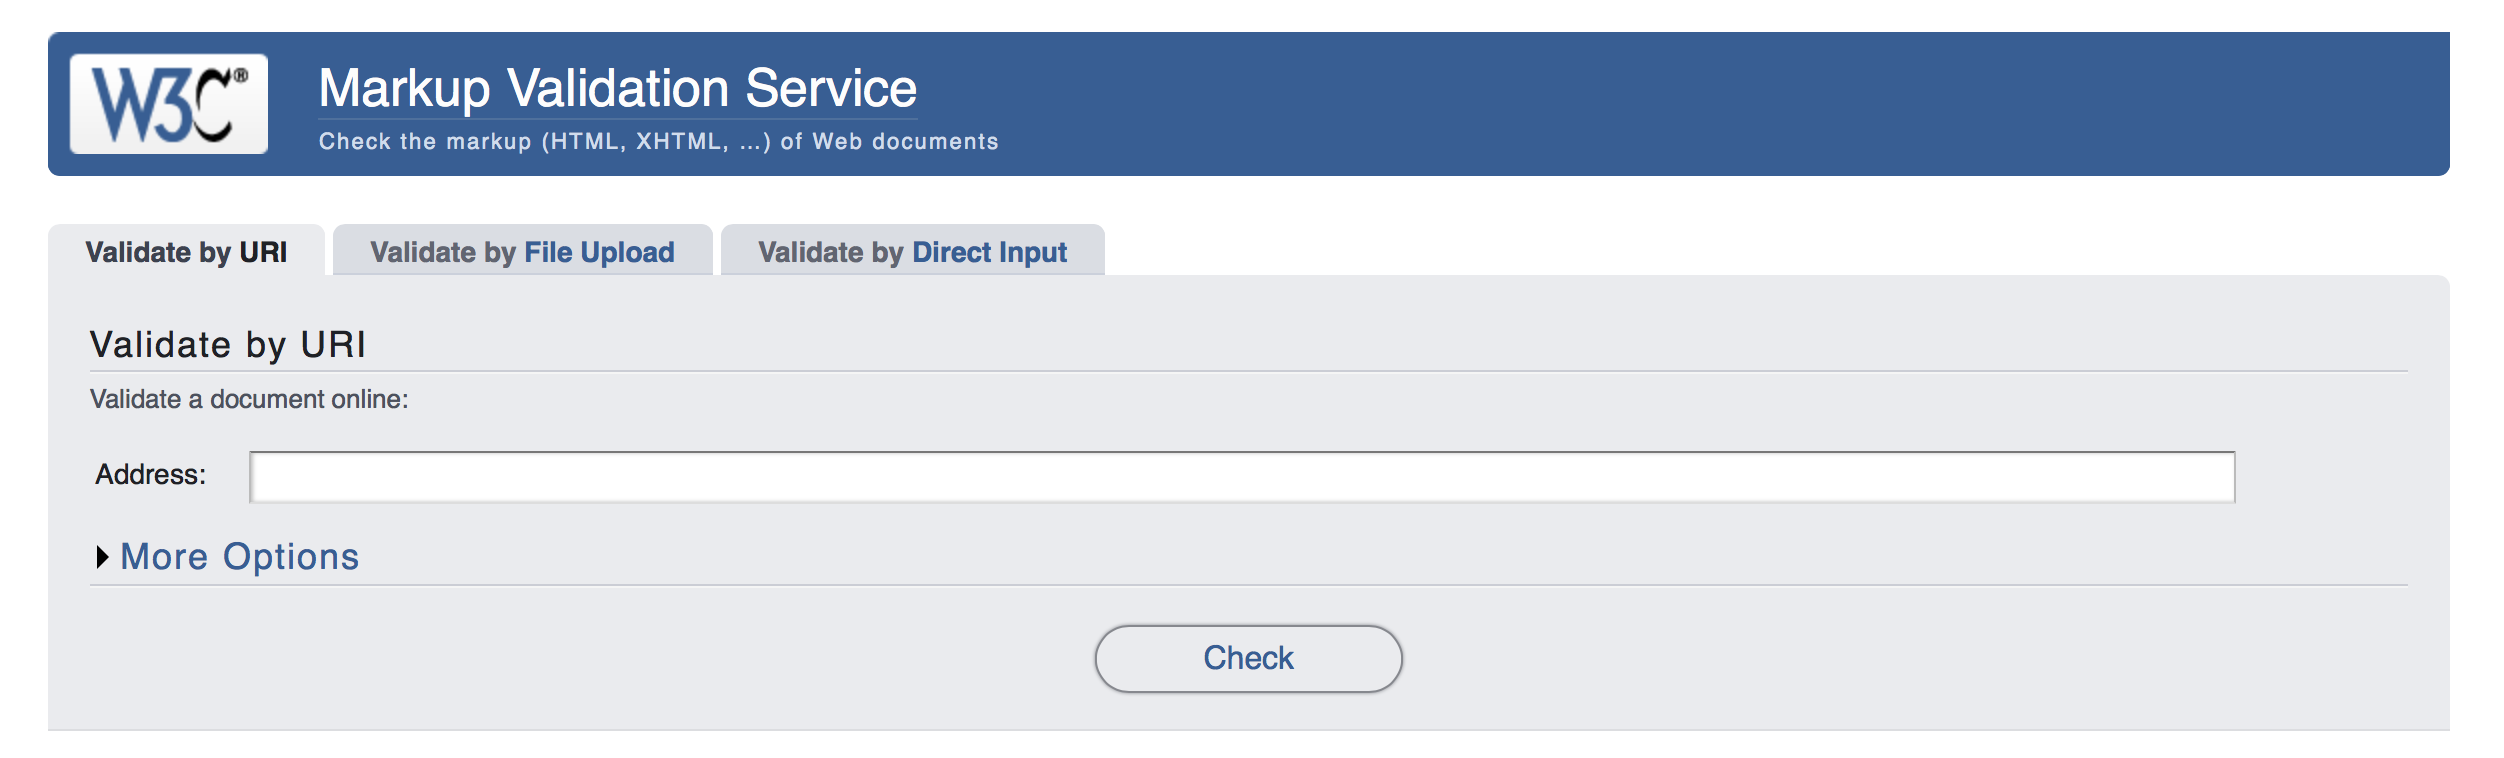 W3C®
Markup Validation Service
Check the markup (HTML, XHTML, ...) of Web documents
Validate by URI
Validate by File Upload
Validate by Direct Input
Validate by URI
Validate a document online:
Address:
More Options
Check